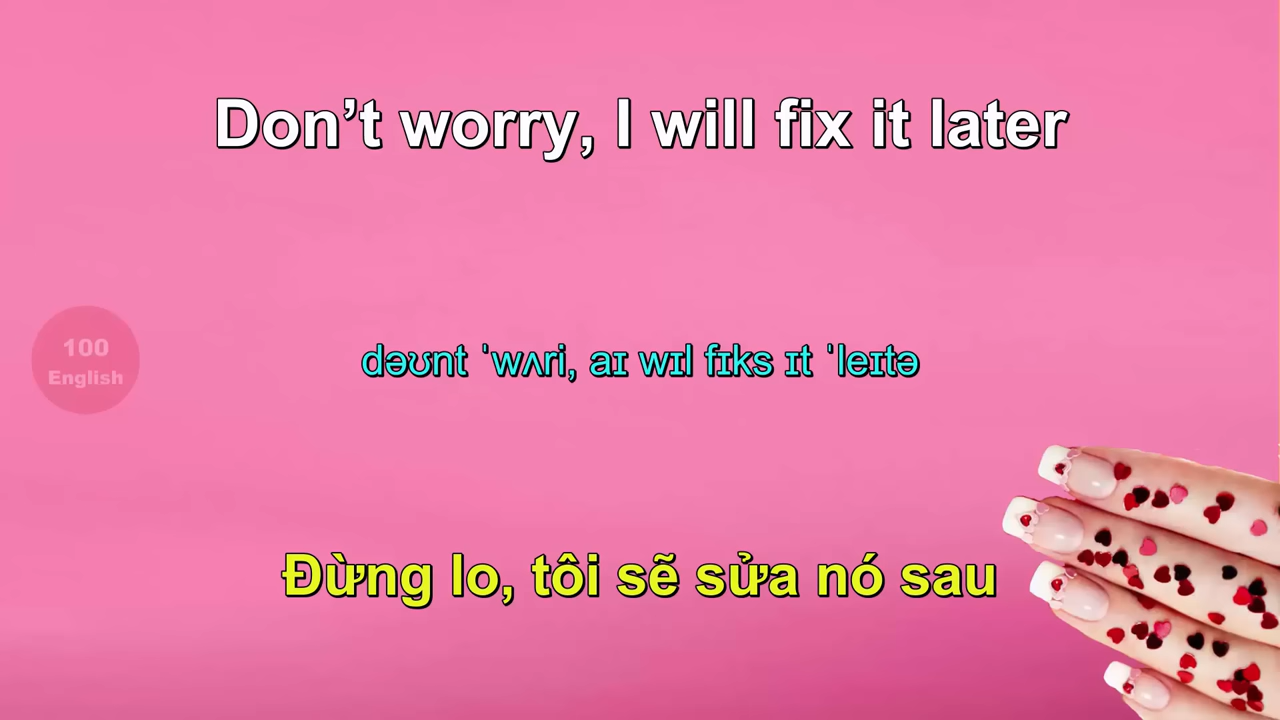 Don’t worry, I will fix it later
100
English
dəʊnt ˈwʌri, aɪ wɪl fɪks ɪt ˈleɪtə
Đừng lo, tôi sẽ sửa nó sau